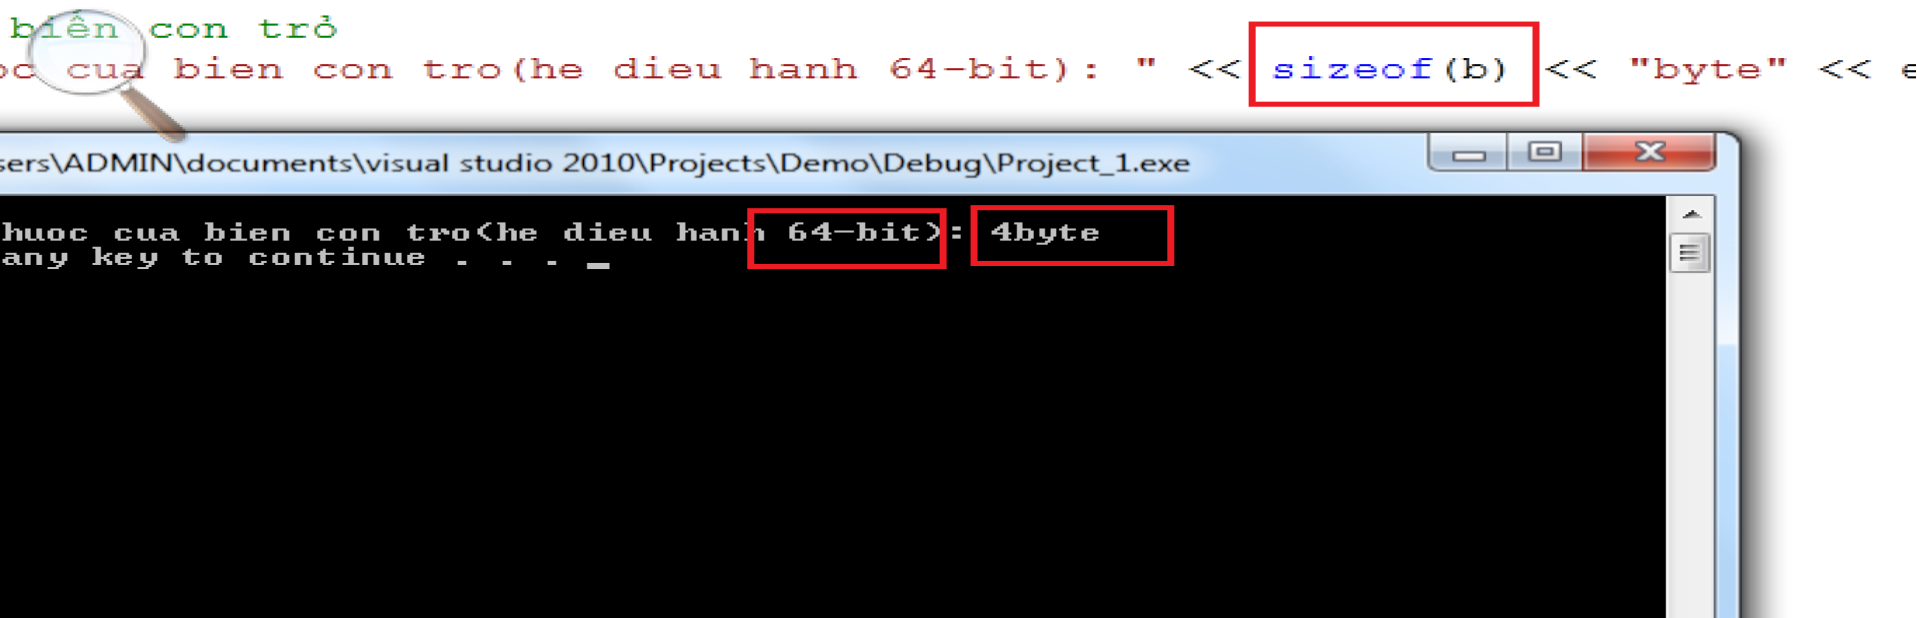 biến con trỏ
cua bien con tro(he dieu hanh 64-bit): " << sizeof(b) << "byte" <<
sers\ADMIN\documents\visual studio 2010\Projects\Demo\Debug\Project_1.exe
huoc cua bien con tro(he dieu hanh 64-bit): 4byte
any key to continue . . . _